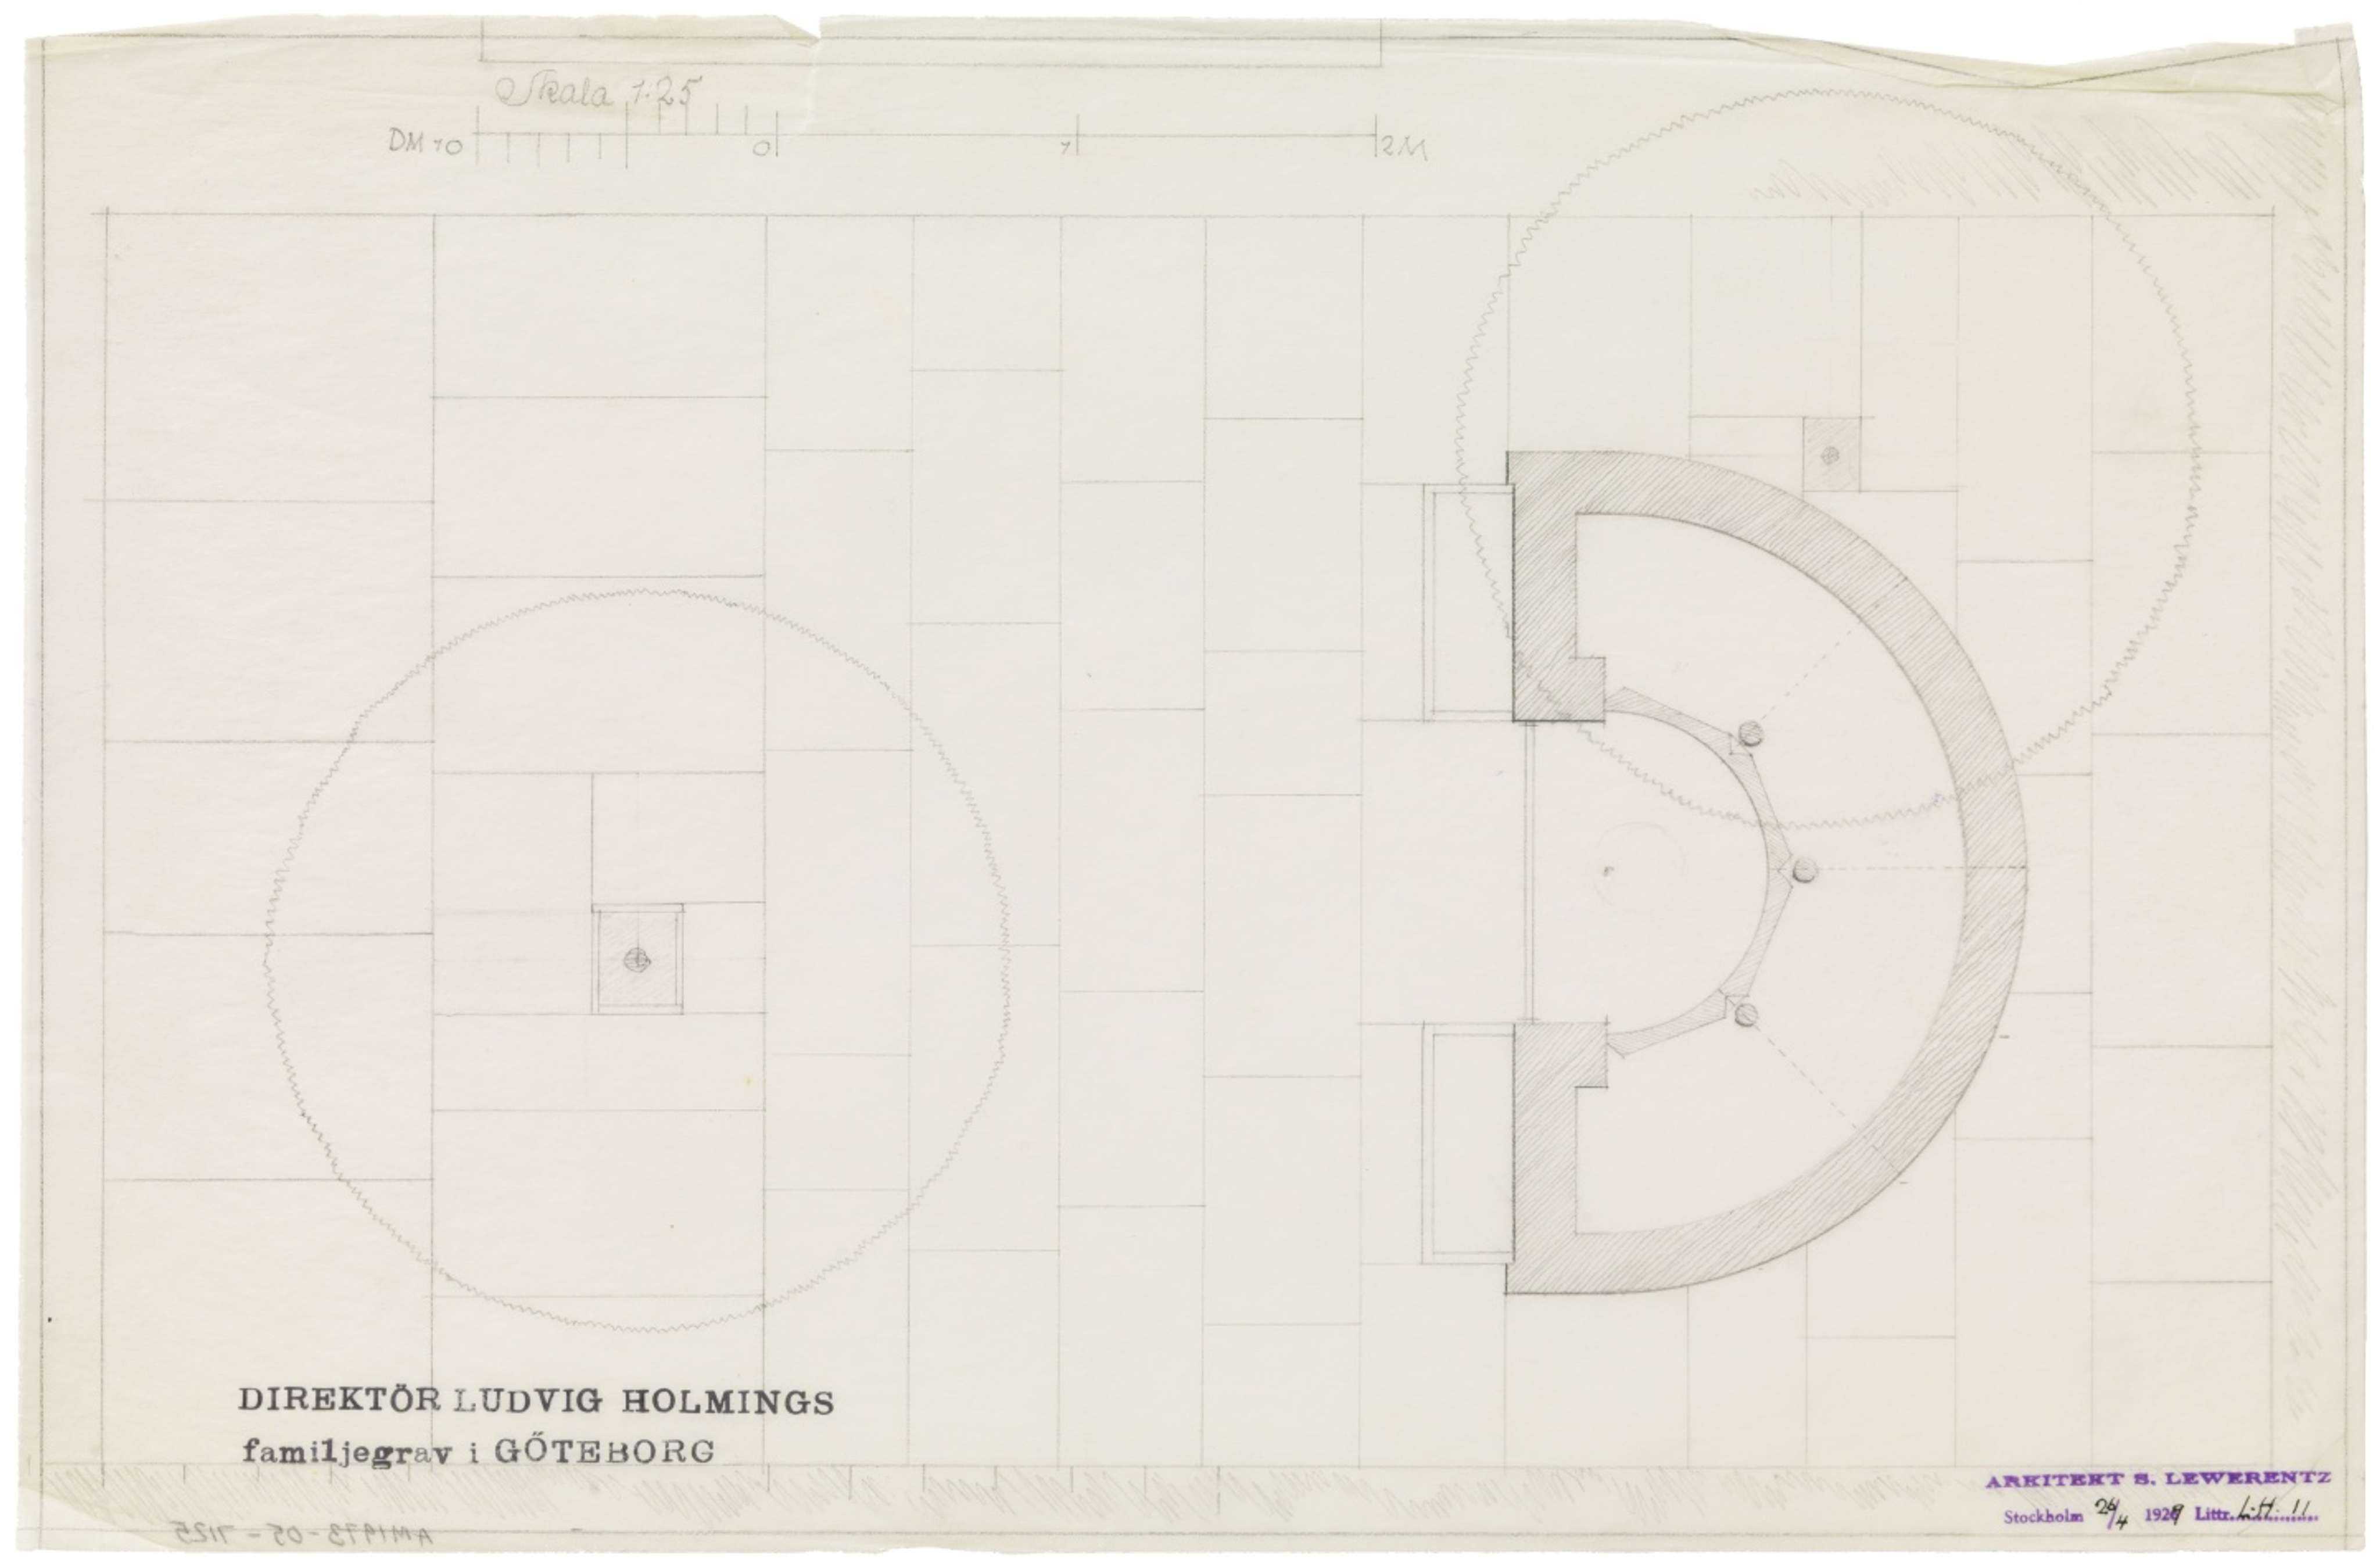 Skala 1:25
DM 10 0 1 2M
DIREKTÖR LUDVIG HOLMINGS
familjegrav i GÖTEBORG
ARKITEKT S. LEWERENTZ
Stockholm 26/4 1929 Littr. Litt. 11
AM1973-05-7125